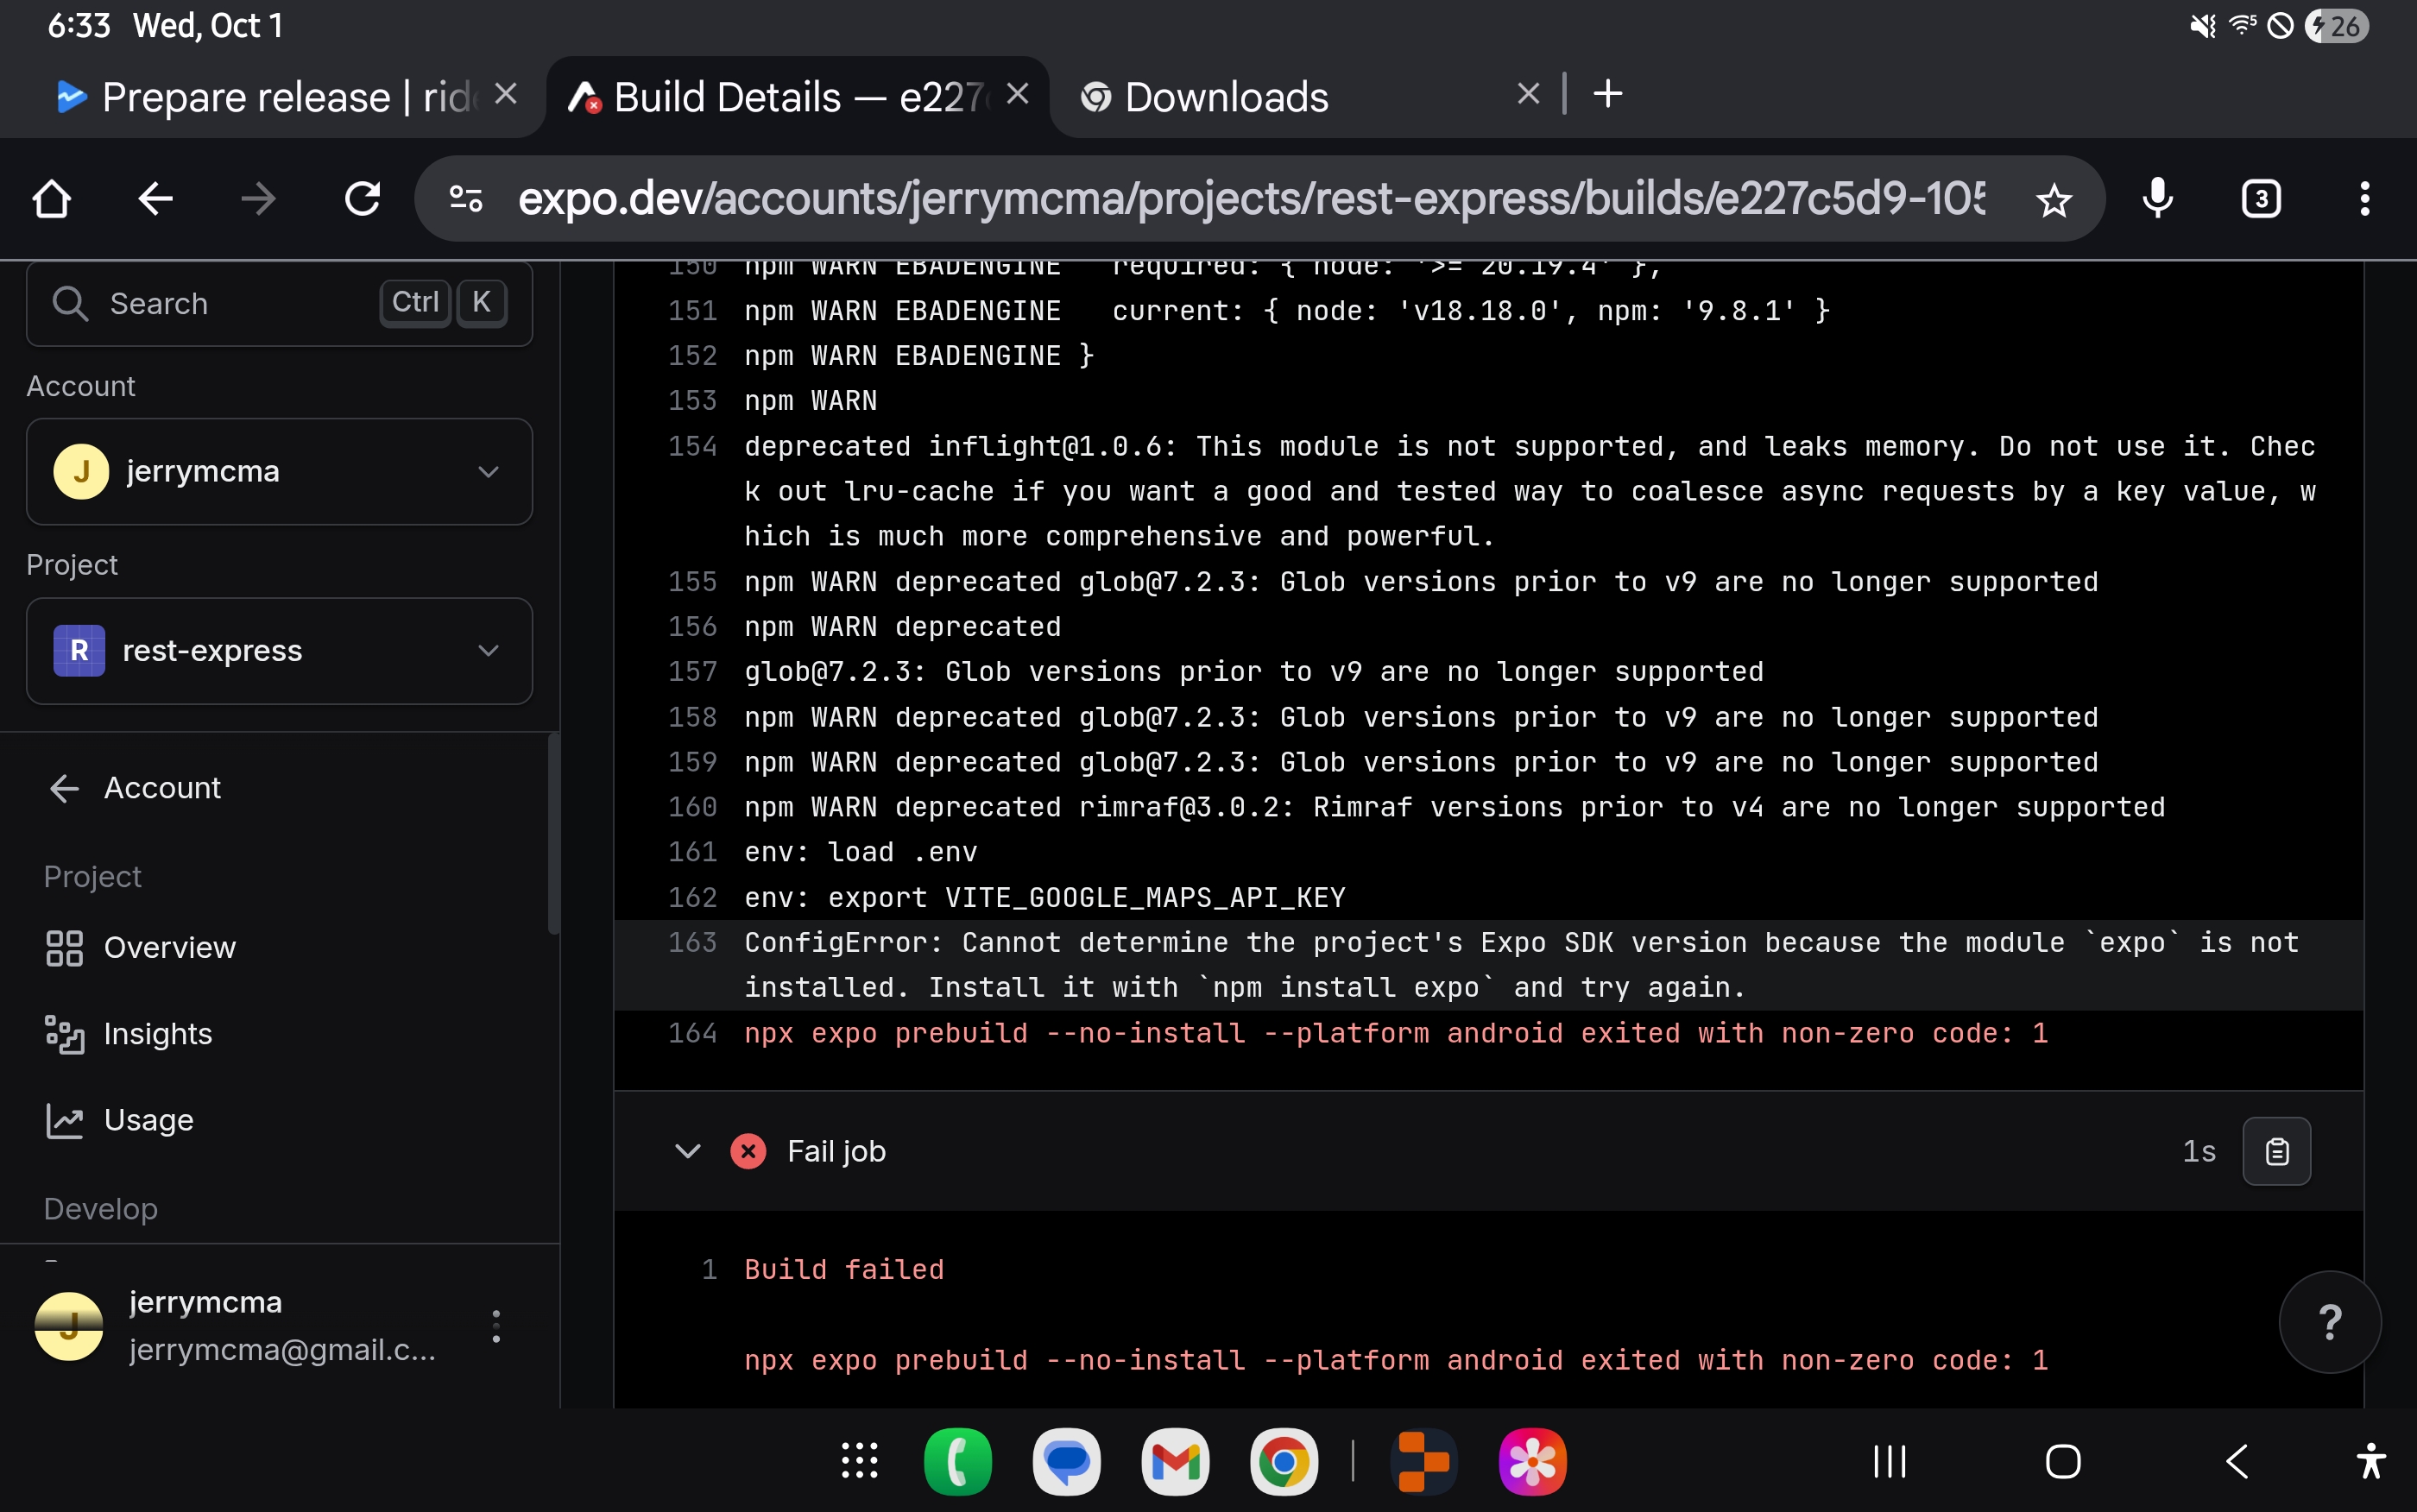 6:33 Wed, Oct 1
5
26
Prepare release | rid
Build Details — e227
Downloads
expo.dev/accounts/jerrymcma/projects/rest-express/builds/e227c5d9-105
3
Search Ctrl K
Account
J jerrymcma
Project
R rest-express
Account
Project
Overview
Insights
Usage
Develop
J
jerrymcma
jerrymcma@gmail.c...
150 npm WARN EBADENGINE required: { node: '>= 20.19.4' },
151 npm WARN EBADENGINE current: { node: 'v18.18.0', npm: '9.8.1' }
152 npm WARN EBADENGINE }
153 npm WARN
154 deprecated inflight@1.0.6: This module is not supported, and leaks memory. Do not use it. Chec
k out lru-cache if you want a good and tested way to coalesce async requests by a key value, w
hich is much more comprehensive and powerful.
155 npm WARN deprecated glob@7.2.3: Glob versions prior to v9 are no longer supported
156 npm WARN deprecated
157 glob@7.2.3: Glob versions prior to v9 are no longer supported
158 npm WARN deprecated glob@7.2.3: Glob versions prior to v9 are no longer supported
159 npm WARN deprecated glob@7.2.3: Glob versions prior to v9 are no longer supported
160 npm WARN deprecated rimraf@3.0.2: Rimraf versions prior to v4 are no longer supported
161 env: load .env
162 env: export VITE_GOOGLE_MAPS_API_KEY
163 ConfigError: Cannot determine the project's Expo SDK version because the module `expo` is not
installed. Install it with `npm install expo` and try again.
164 npx expo prebuild --no-install --platform android exited with non-zero code: 1
Fail job 1s
1 Build failed
npx expo prebuild --no-install --platform android exited with non-zero code: 1
?